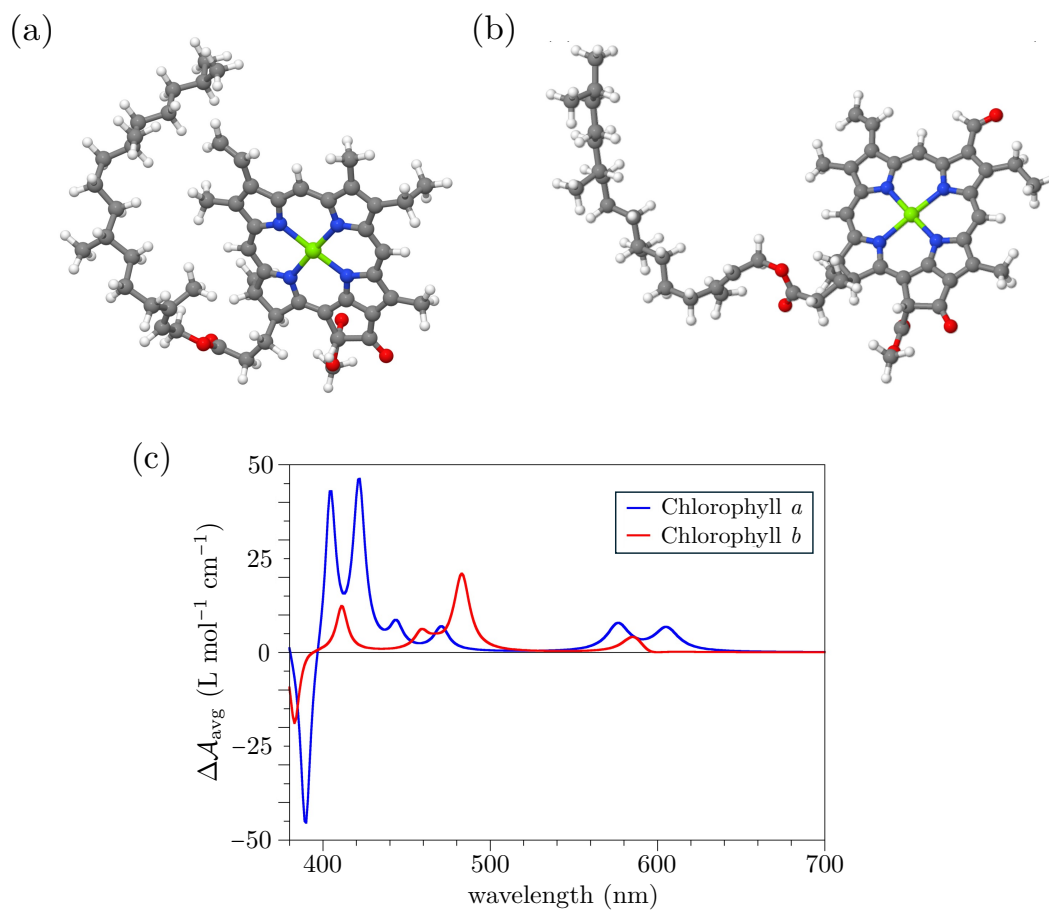 (a)
(b)
(c)
50
25
0
−25
−50
ΔA_avg (L mol⁻¹ cm⁻¹)
Chlorophyll a
Chlorophyll b
400 500 600 700
wavelength (nm)